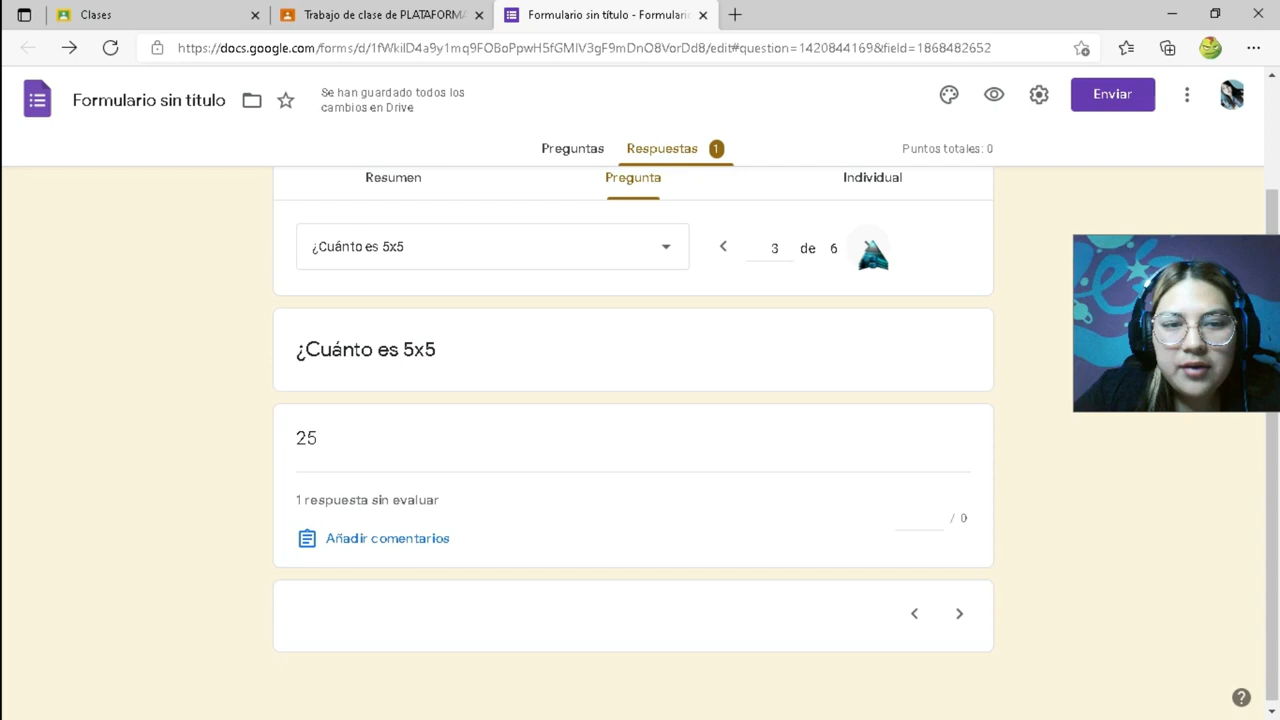 Clases
Trabajo de clase de PLATAFORMA
Formulario sin título - Formulario
https://docs.google.com/forms/d/1fWkilD4a9y1mq9FOBoPpwH5fGMIV3gF9mDnO8VorDd8/edit#question=1420844169&field=1868482652
Formulario sin título
Se han guardado todos los
cambios en Drive
Enviar
Preguntas
Respuestas 1
Puntos totales: 0
Resumen
Pregunta
Individual
¿Cuánto es 5x5
3 de 6
¿Cuánto es 5x5
25
1 respuesta sin evaluar
/ 0
Añadir comentarios